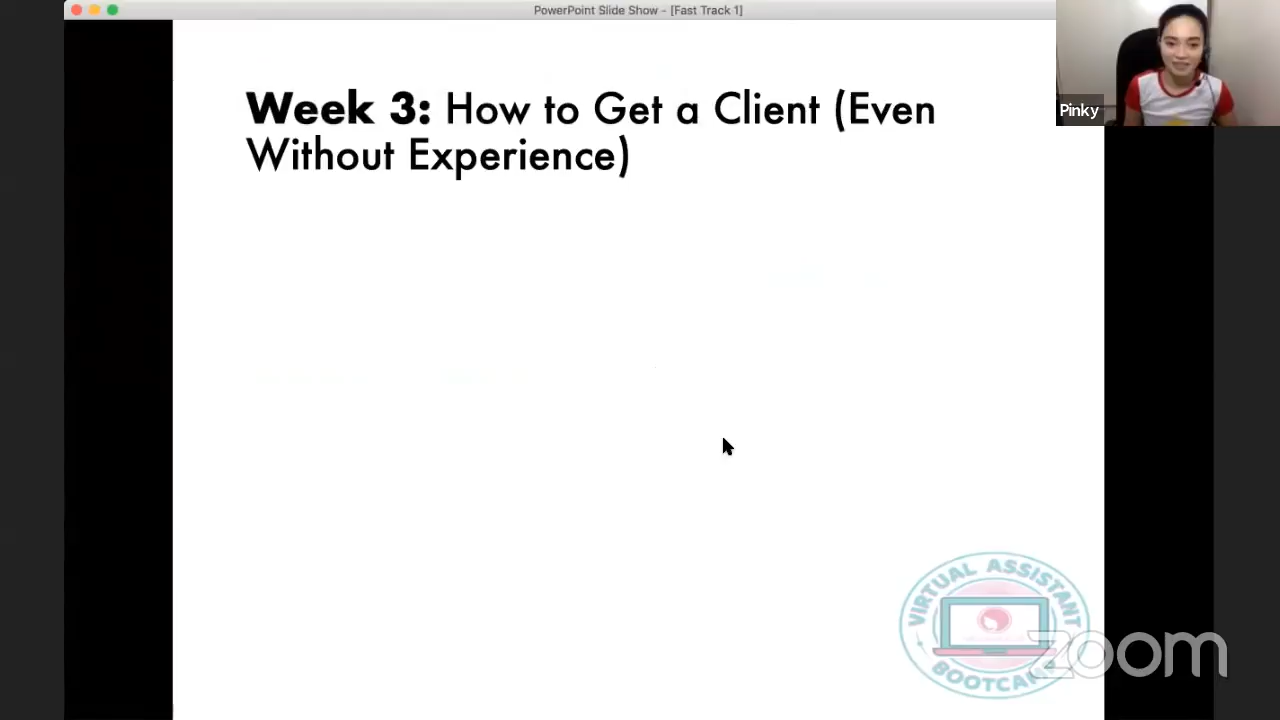 PowerPoint Slide Show - [Fast Track 1]
Week 3: How to Get a Client (Even
Without Experience)
Pinky
VIRTUAL ASSISTANT
BOOTCAMP
zoom